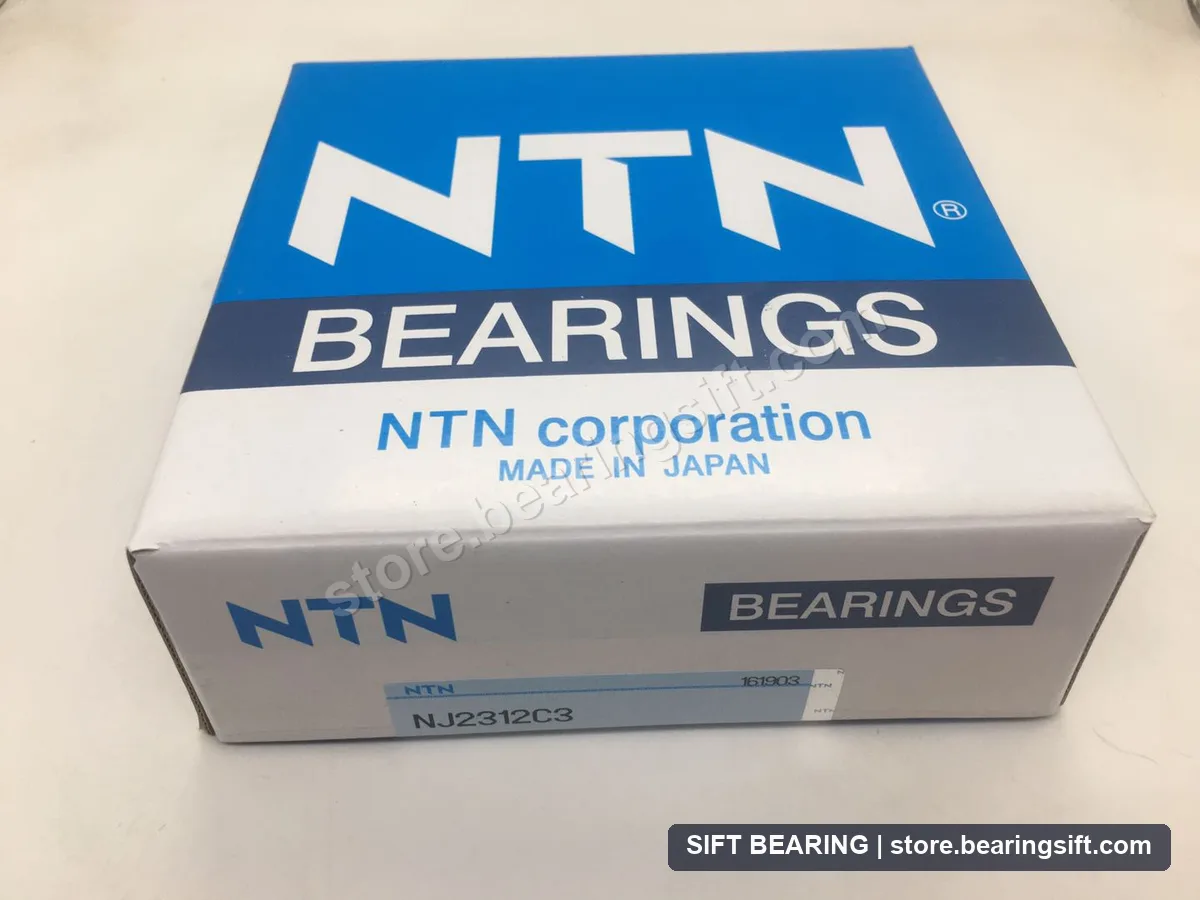 NTN®
BEARINGS
NTN corporation
MADE IN JAPAN
store.bearingsift.com
NTN
BEARINGS
NTN
161903
NTN
NJ2312C3
NTN
SIFT BEARING | store.bearingsift.com